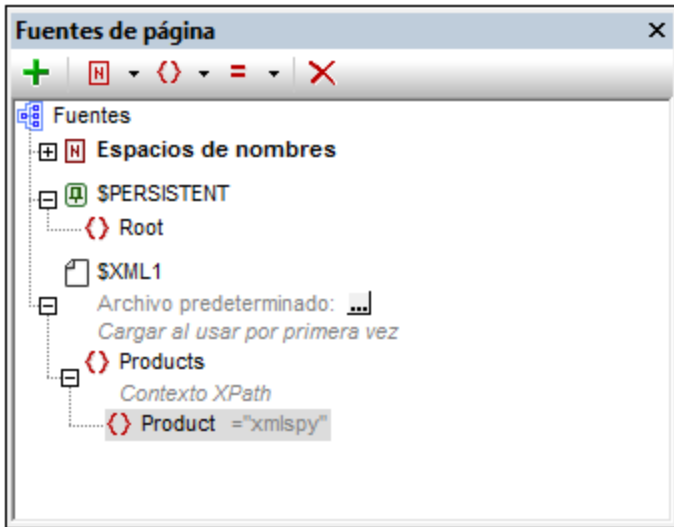 Fuentes de página
Fuentes
Espacios de nombres
$PERSISTENT
{} Root
$XML1
Archivo predeterminado: ...
Cargar al usar por primera vez
{} Products
Contexto XPath
{} Product ="xmlspy"